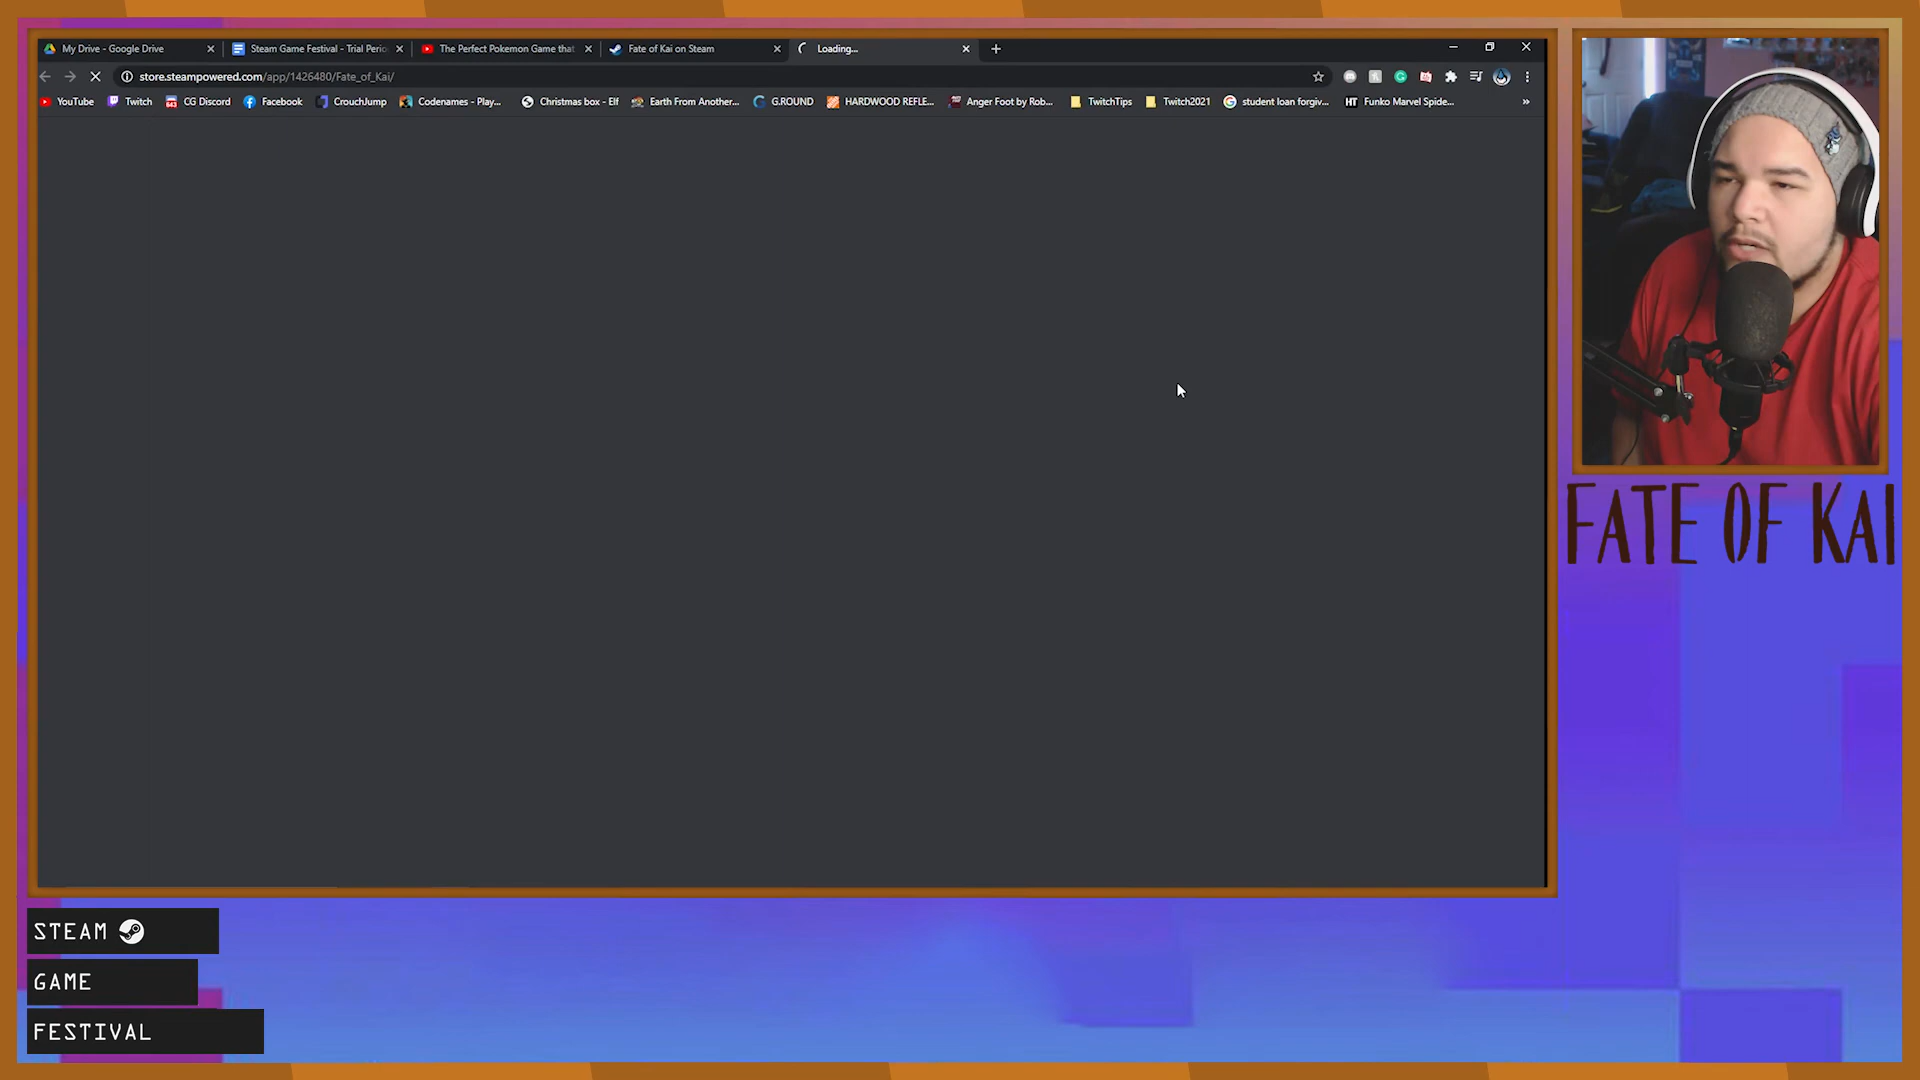 My Drive - Google Drive
Steam Game Festival - Trial Perio
The Perfect Pokemon Game that
Fate of Kai on Steam
Loading...
store.steampowered.com/app/1426480/Fate_of_Kai/
YouTube
Twitch
CG Discord
Facebook
CrouchJump
Codenames - Play...
Christmas box - Elf
Earth From Another...
G.ROUND
HARDWOOD REFLE...
Anger Foot by Rob...
TwitchTips
Twitch2021
student loan forgiv...
HT Funko Marvel Spide...
FATE OF KAI
STEAM
GAME
FESTIVAL